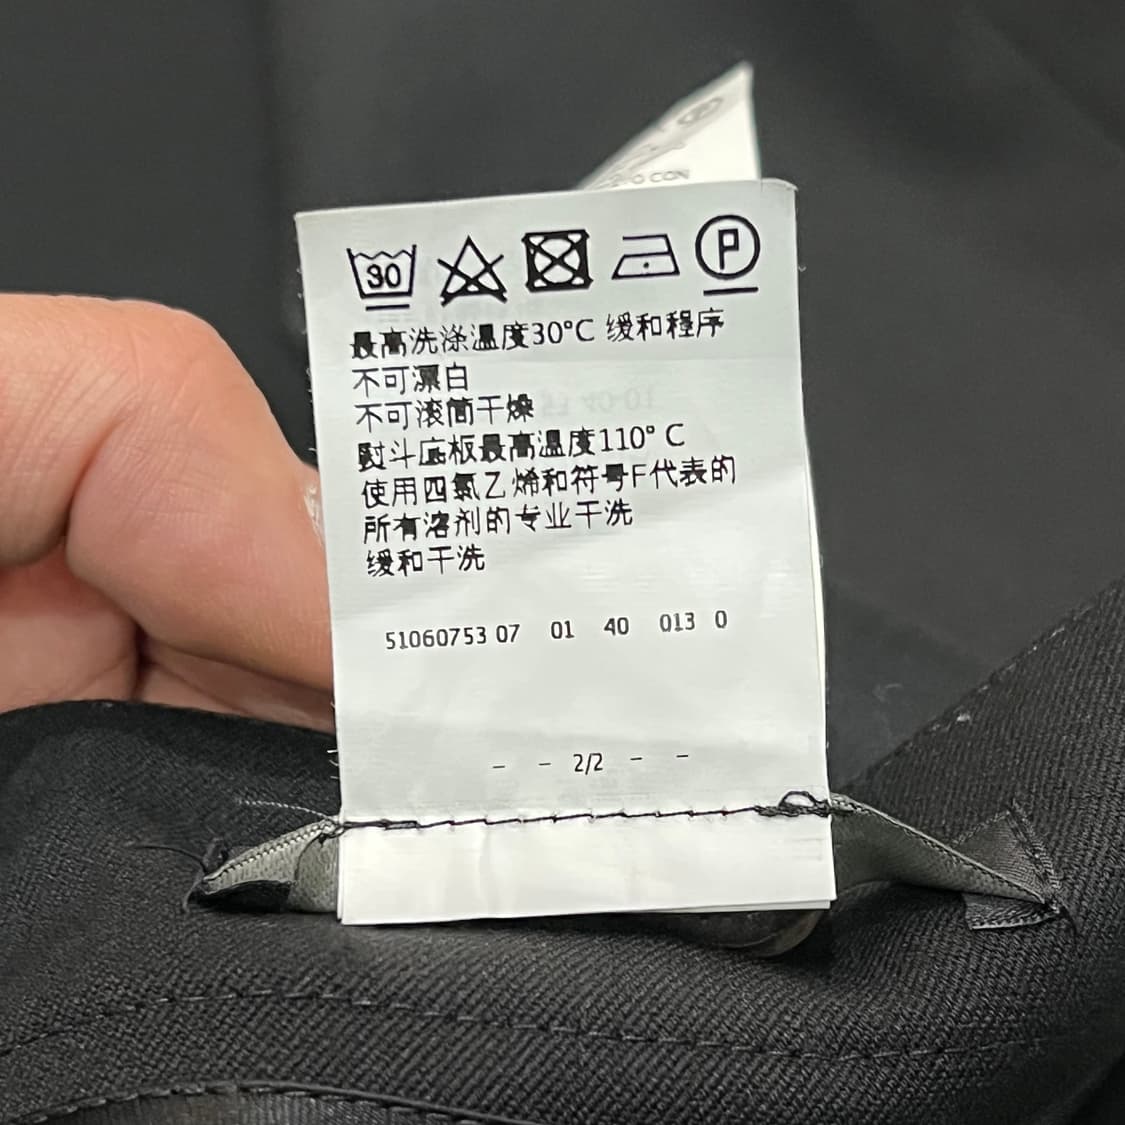 CON
30
P
最高洗涤温度30°C 缓和程序
不可漂白
不可滚筒干燥
熨斗底板最高温度110° C
使用四氯乙烯和符号F代表的
所有溶剂的专业干洗
缓和干洗
51060753 07 01 40 013 0
- - 2/2 - -